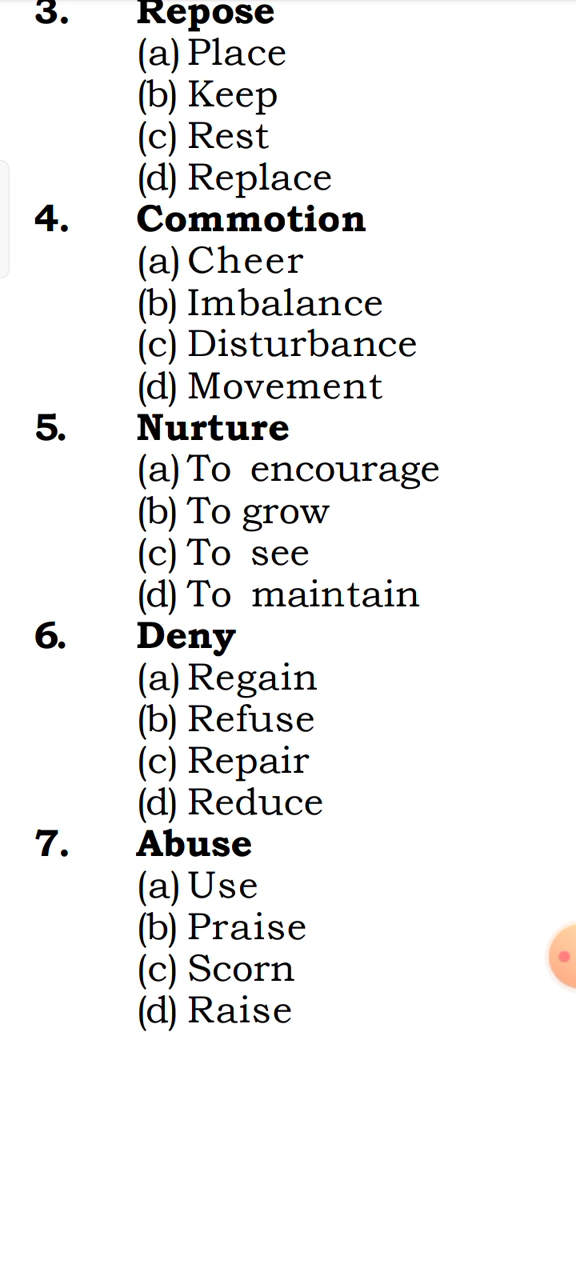 3. Repose
(a) Place
(b) Keep
(c) Rest
(d) Replace
4. Commotion
(a) Cheer
(b) Imbalance
(c) Disturbance
(d) Movement
5. Nurture
(a) To encourage
(b) To grow
(c) To see
(d) To maintain
6. Deny
(a) Regain
(b) Refuse
(c) Repair
(d) Reduce
7. Abuse
(a) Use
(b) Praise
(c) Scorn
(d) Raise